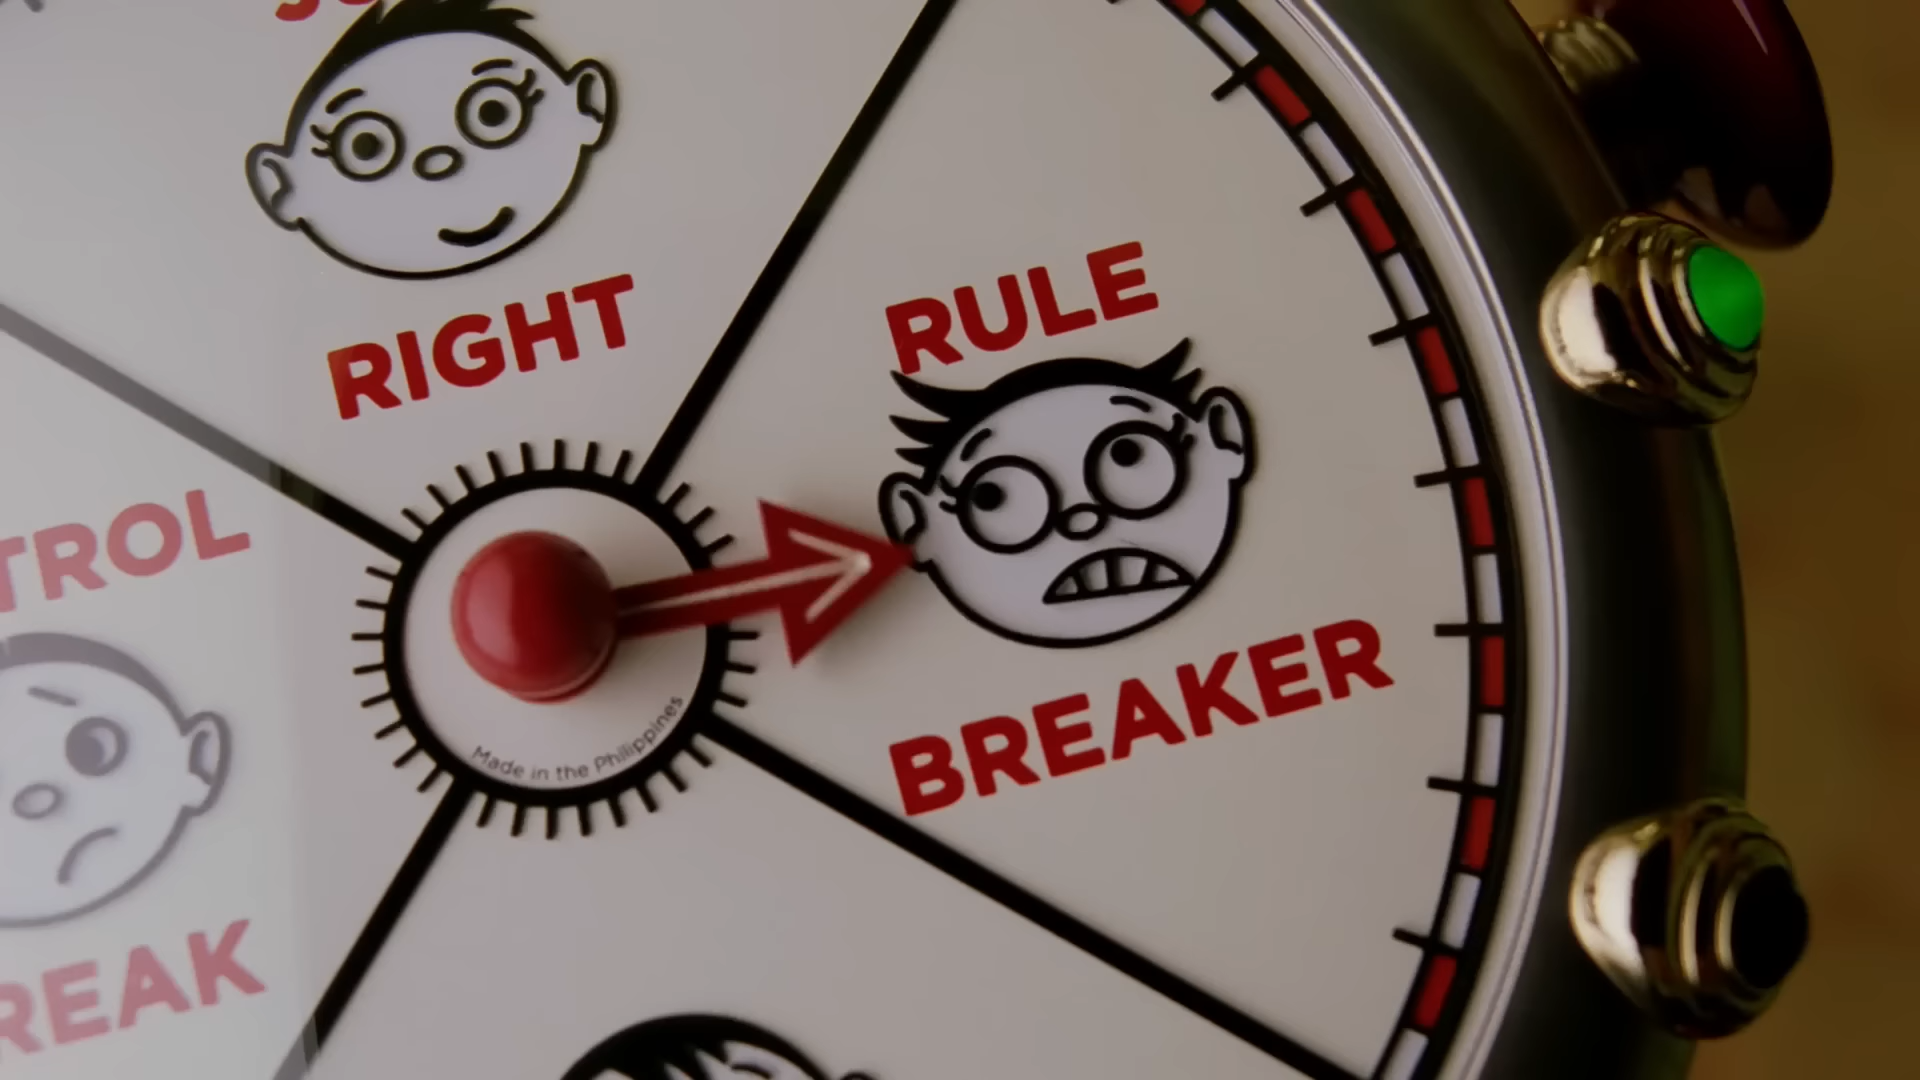 RIGHT
RULE
BREAKER
Made in the Philippines
TROL
REAK